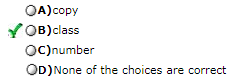 A)copy
B)class
C)number
D)None of the choices are correct